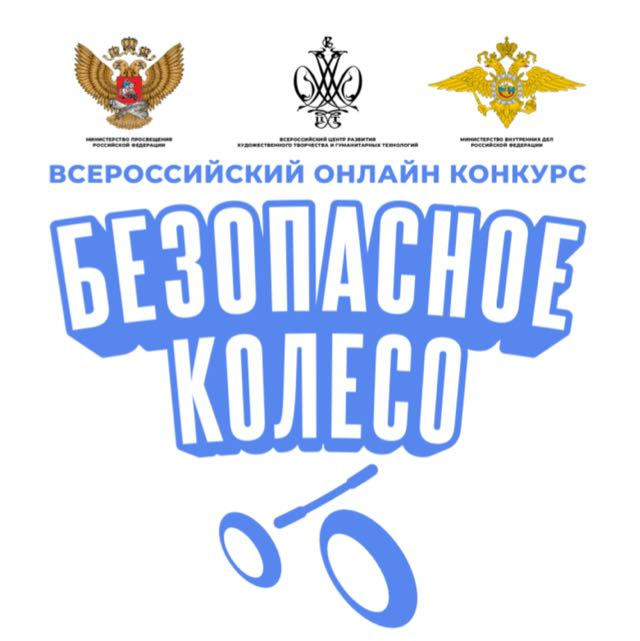 МИНИСТЕРСТВО ПРОСВЕЩЕНИЯ
РОССИЙСКОЙ ФЕДЕРАЦИИ
ВСЕРОССИЙСКИЙ ЦЕНТР РАЗВИТИЯ
ХУДОЖЕСТВЕННОГО ТВОРЧЕСТВА И ГУМАНИТАРНЫХ ТЕХНОЛОГИЙ
МИНИСТЕРСТВО ВНУТРЕННИХ ДЕЛ
РОССИЙСКОЙ ФЕДЕРАЦИИ
ВСЕРОССИЙСКИЙ ОНЛАЙН КОНКУРС
БЕЗОПАСНОЕ
КОЛЕСО